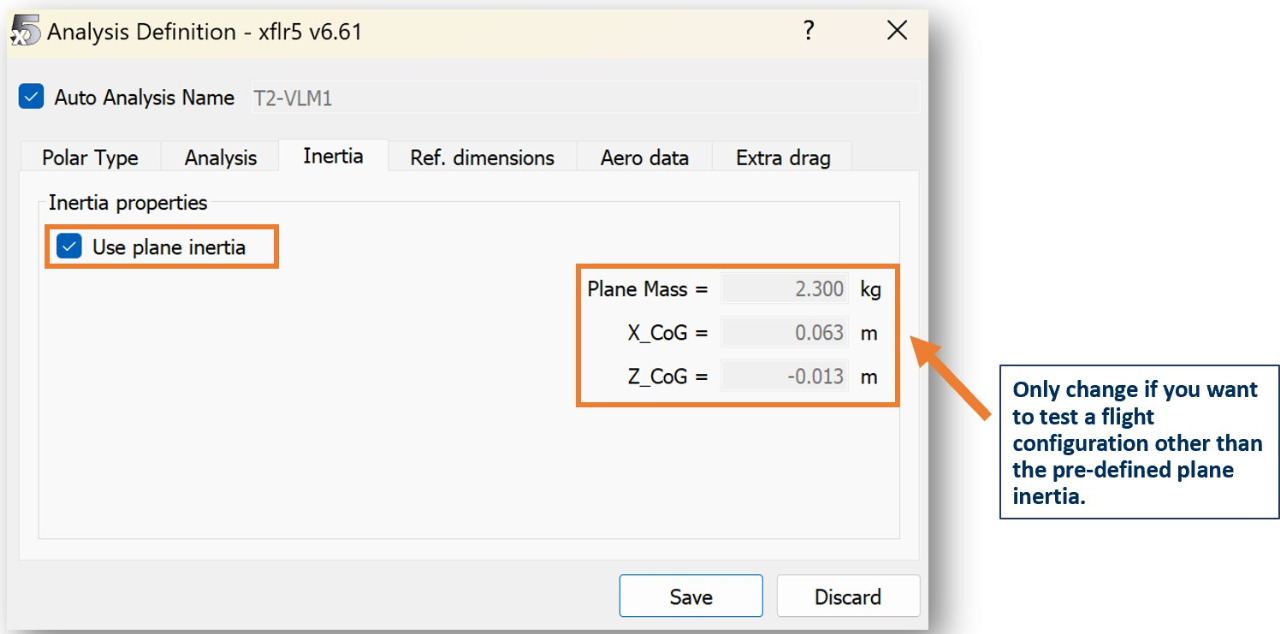 Analysis Definition - xflr5 v6.61
?
Auto Analysis Name T2-VLM1
Polar Type Analysis Inertia Ref. dimensions Aero data Extra drag
Inertia properties
Use plane inertia
Plane Mass = 2.300 kg
X_CoG = 0.063 m
Z_CoG = -0.013 m
Only change if you want
to test a flight
configuration other than
the pre-defined plane
inertia.
Save Discard